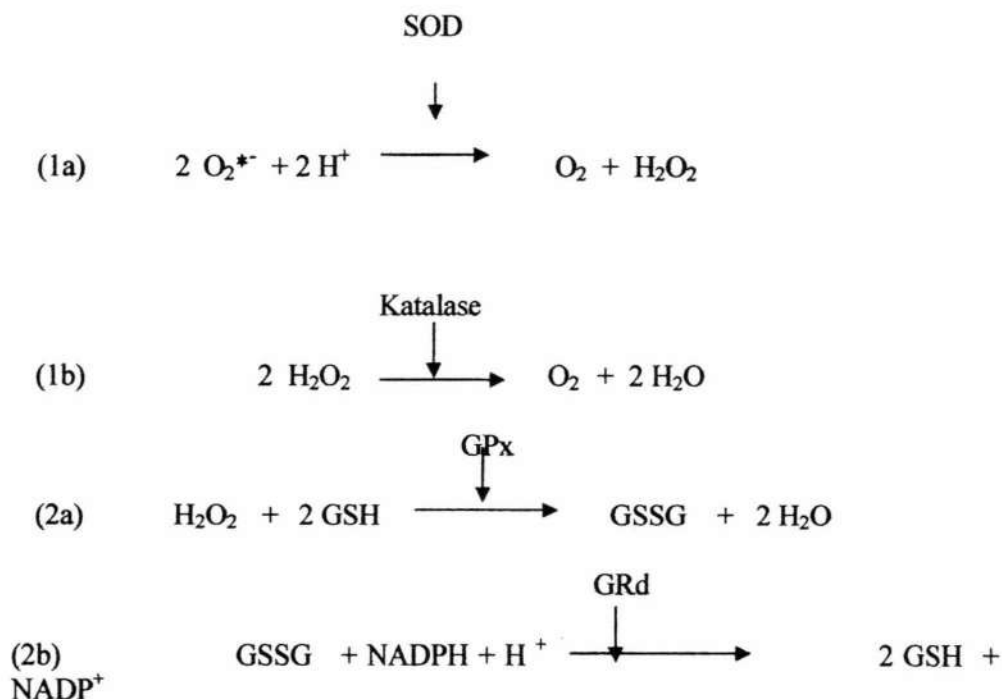 SOD
(1a) 2 O₂*⁻ + 2 H⁺ O₂ + H₂O₂
Katalase
(1b) 2 H₂O₂ O₂ + 2 H₂O
GPx
(2a) H₂O₂ + 2 GSH GSSG + 2 H₂O
GRd
(2b) GSSG + NADPH + H⁺ 2 GSH +
NADP⁺